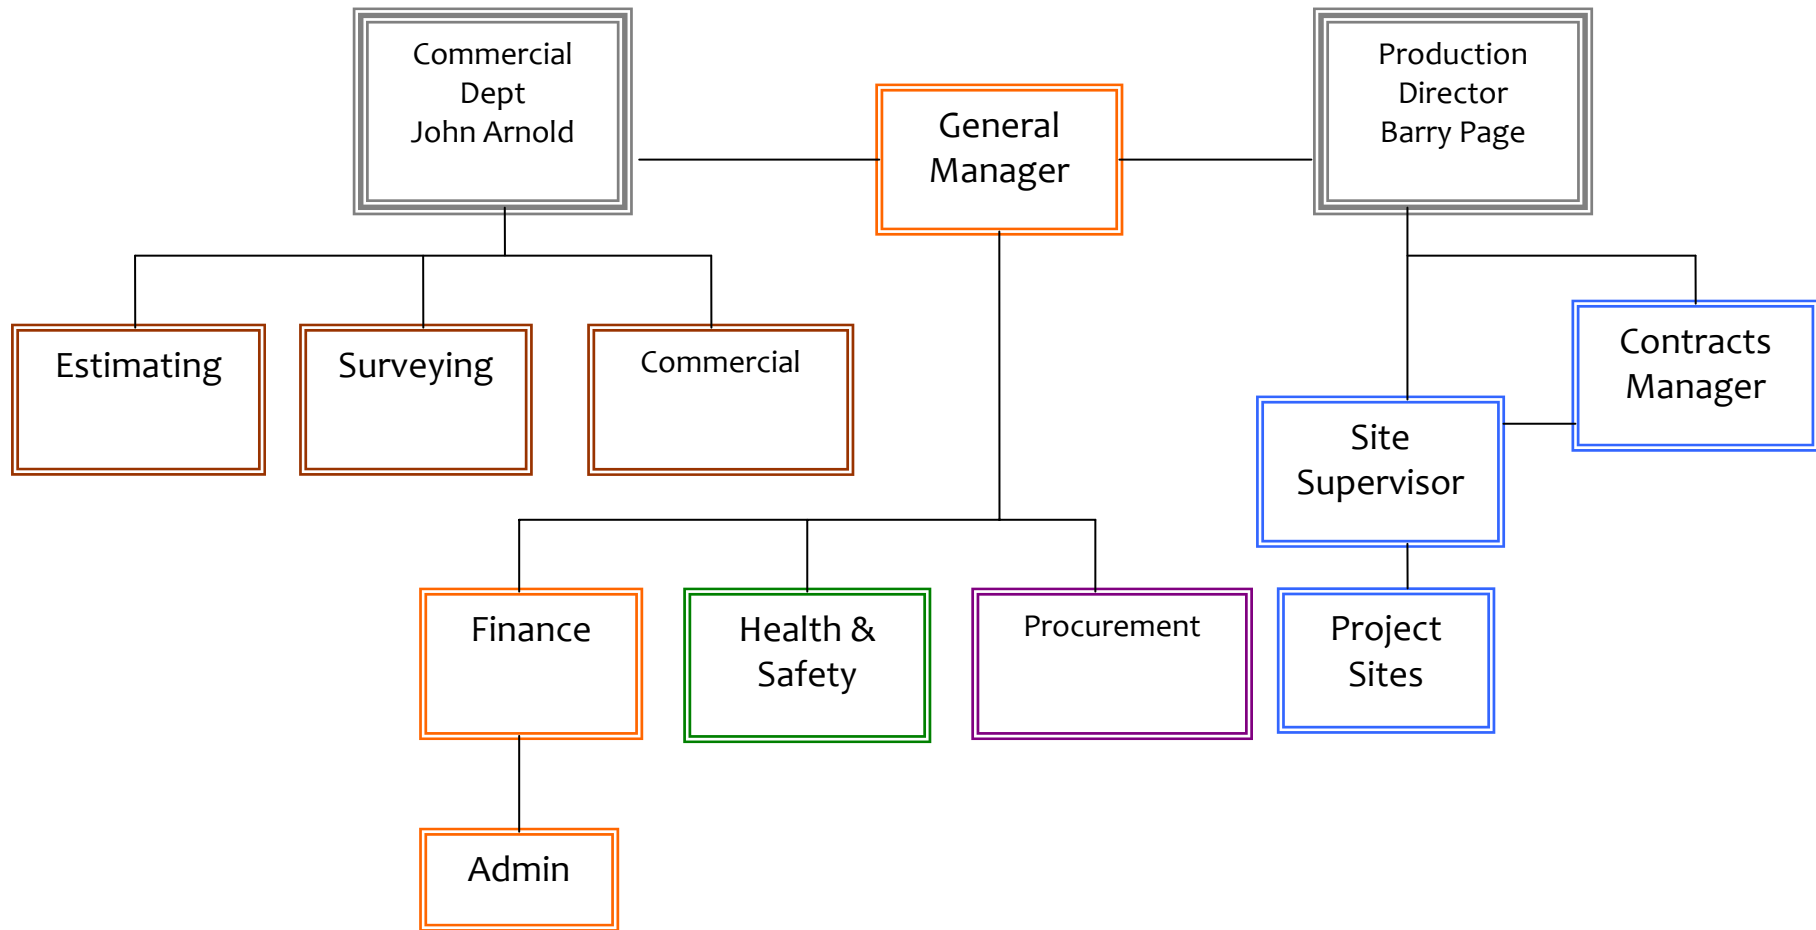 Commercial
Dept
John Arnold
General
Manager
Production
Director
Barry Page
Estimating
Surveying
Commercial
Contracts
Manager
Site
Supervisor
Finance
Health &
Safety
Procurement
Project
Sites
Admin